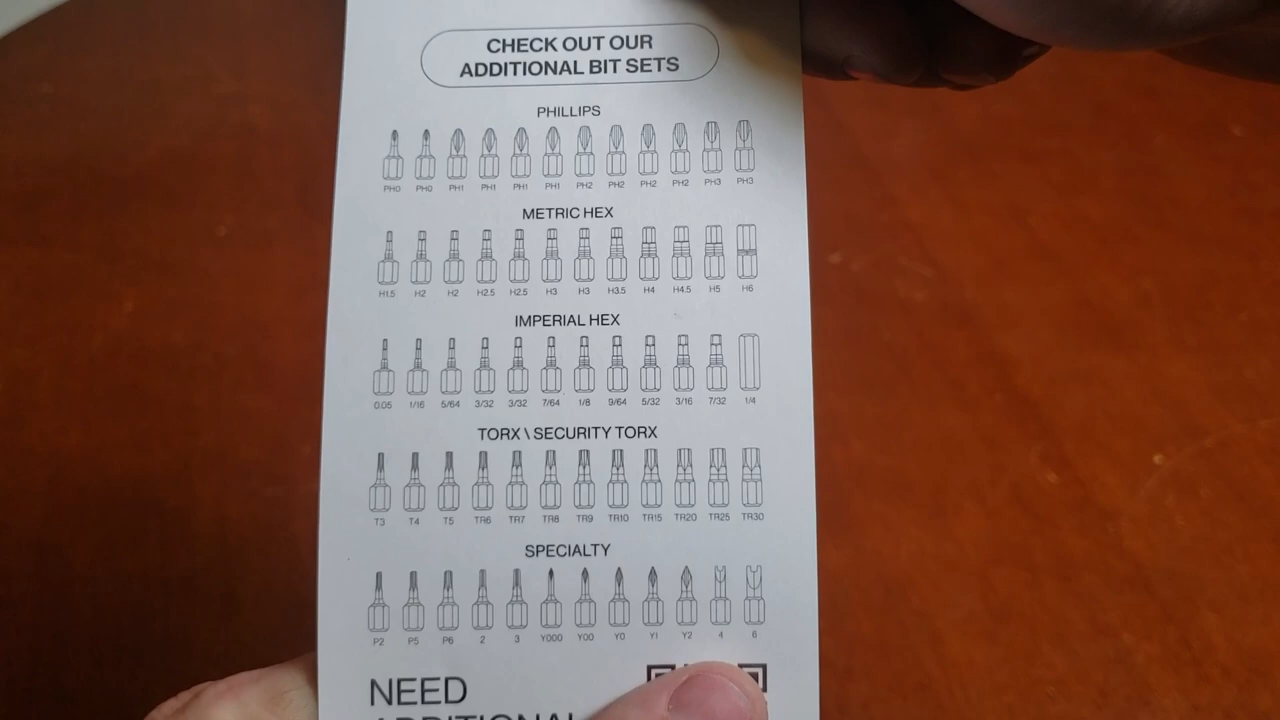 CHECK OUT OUR
ADDITIONAL BIT SETS
PHILLIPS
PH0 PH0 PH1 PH1 PH1 PH1 PH2 PH2 PH2 PH2 PH3 PH3
METRIC HEX
H1.5 H2 H2 H2.5 H2.5 H3 H3 H3.5 H4 H4.5 H5 H6
IMPERIAL HEX
0.05 1/16 5/64 3/32 3/32 7/64 1/8 9/64 5/32 3/16 7/32 1/4
TORX \ SECURITY TORX
T3 T4 T5 TR6 TR7 TR8 TR9 TR10 TR15 TR20 TR25 TR30
SPECIALTY
P2 P5 P6 2 3 Y000 Y00 Y0 Y1 Y2 4 6
NEED
ADDITIONAL